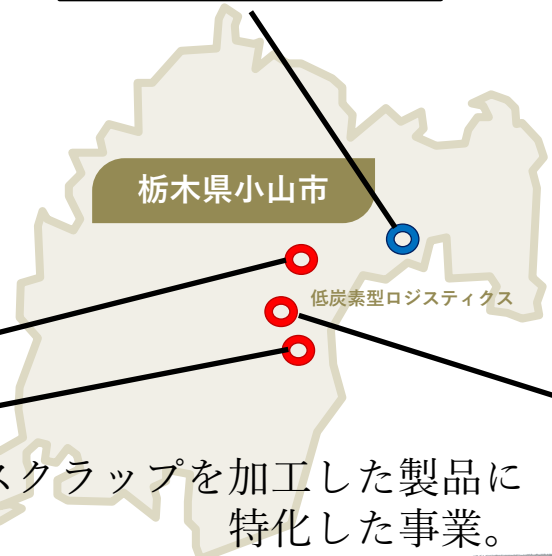 栃木県小山市
低炭素型ロジスティクス
スクラップを加工した製品に
特化した事業。